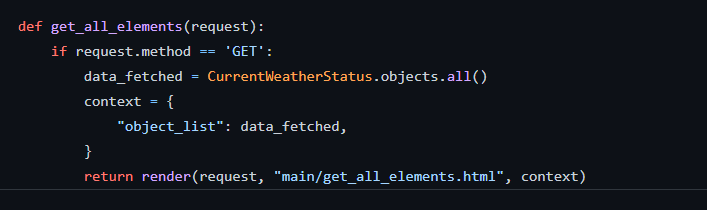 def get_all_elements(request):
    if request.method == 'GET':
        data_fetched = CurrentWeatherStatus.objects.all()
        context = {
            "object_list": data_fetched,
        }
        return render(request, "main/get_all_elements.html", context)